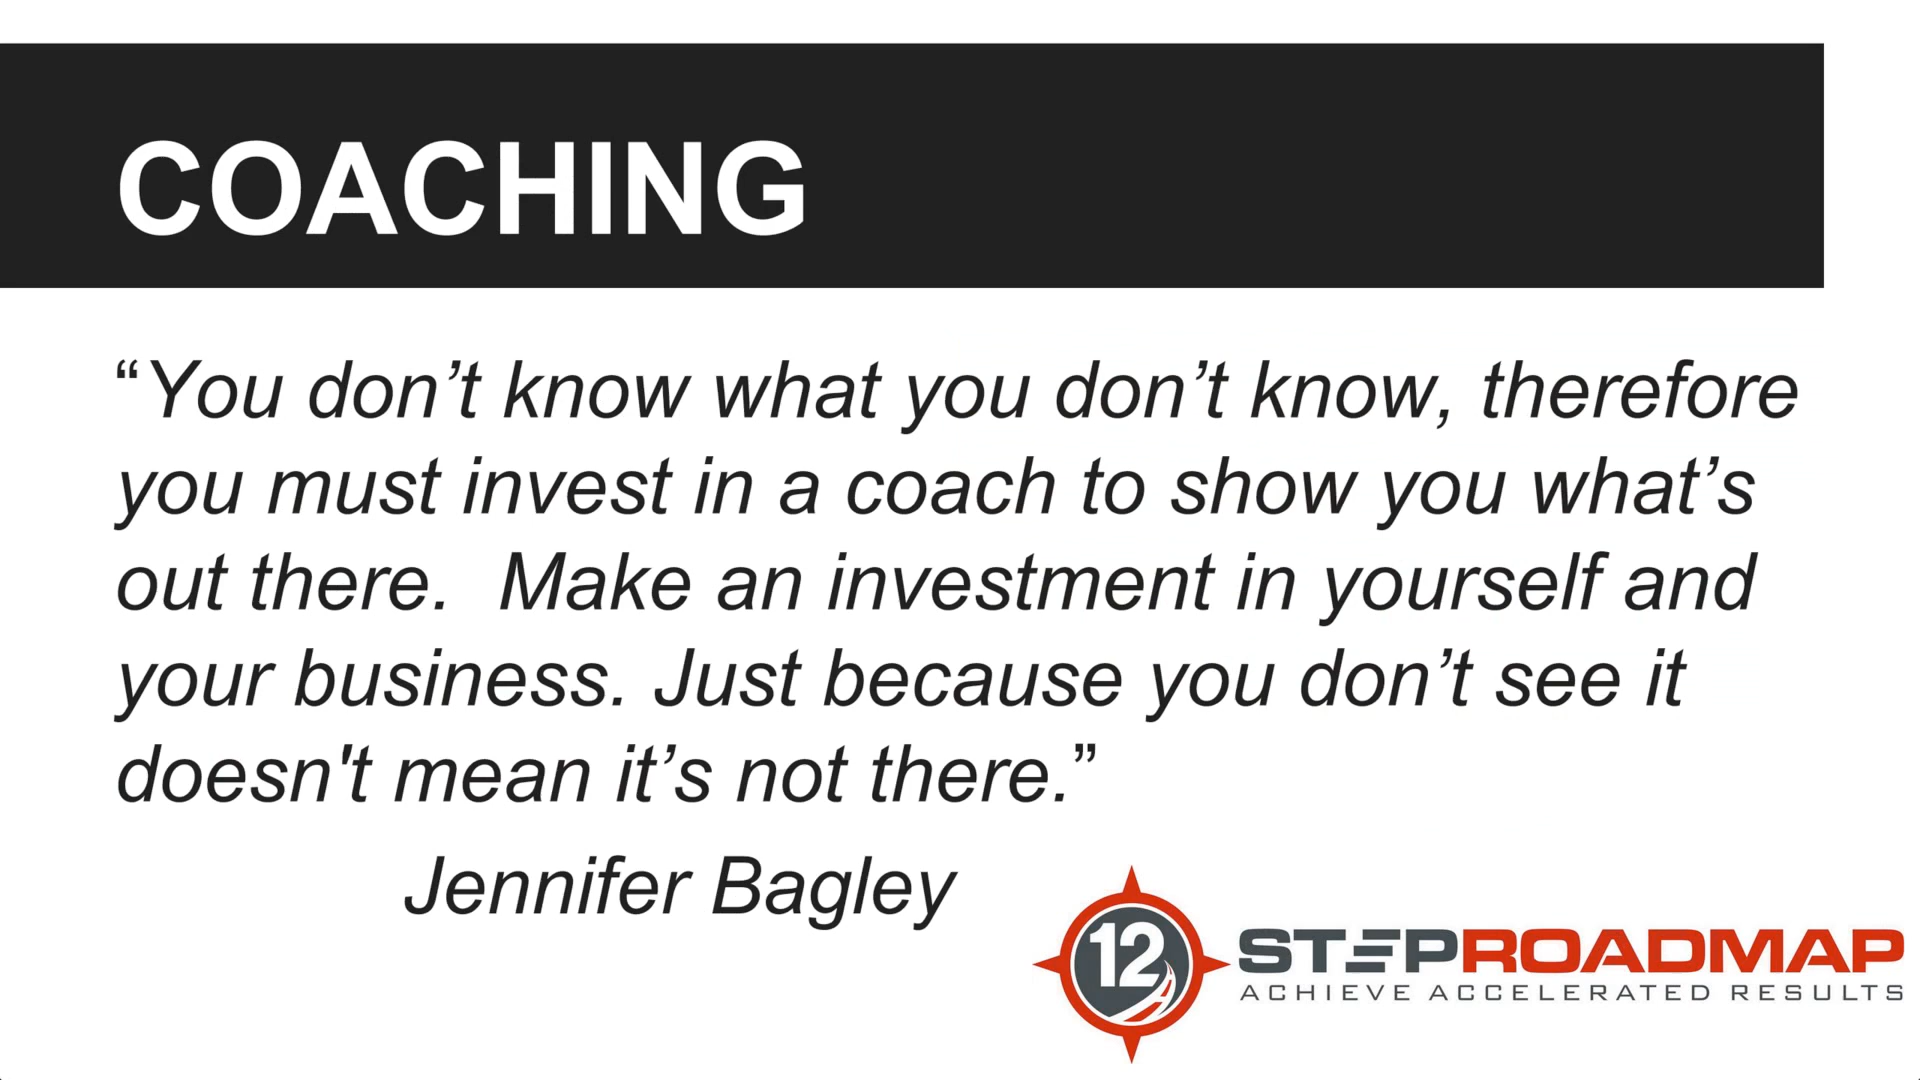 COACHING
“You don’t know what you don’t know, therefore
you must invest in a coach to show you what’s
out there.  Make an investment in yourself and
your business. Just because you don’t see it
doesn't mean it’s not there.”
Jennifer Bagley
12 STEPROADMAP
ACHIEVE ACCELERATED RESULTS